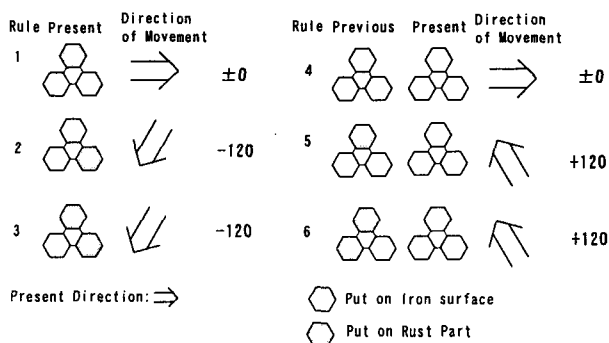 Rule Present Direction of Movement
1 ±0
2 -120
3 -120
Present Direction:
Rule Previous Present Direction of Movement
4 ±0
5 +120
6 +120
Put on Iron surface
Put on Rust Part